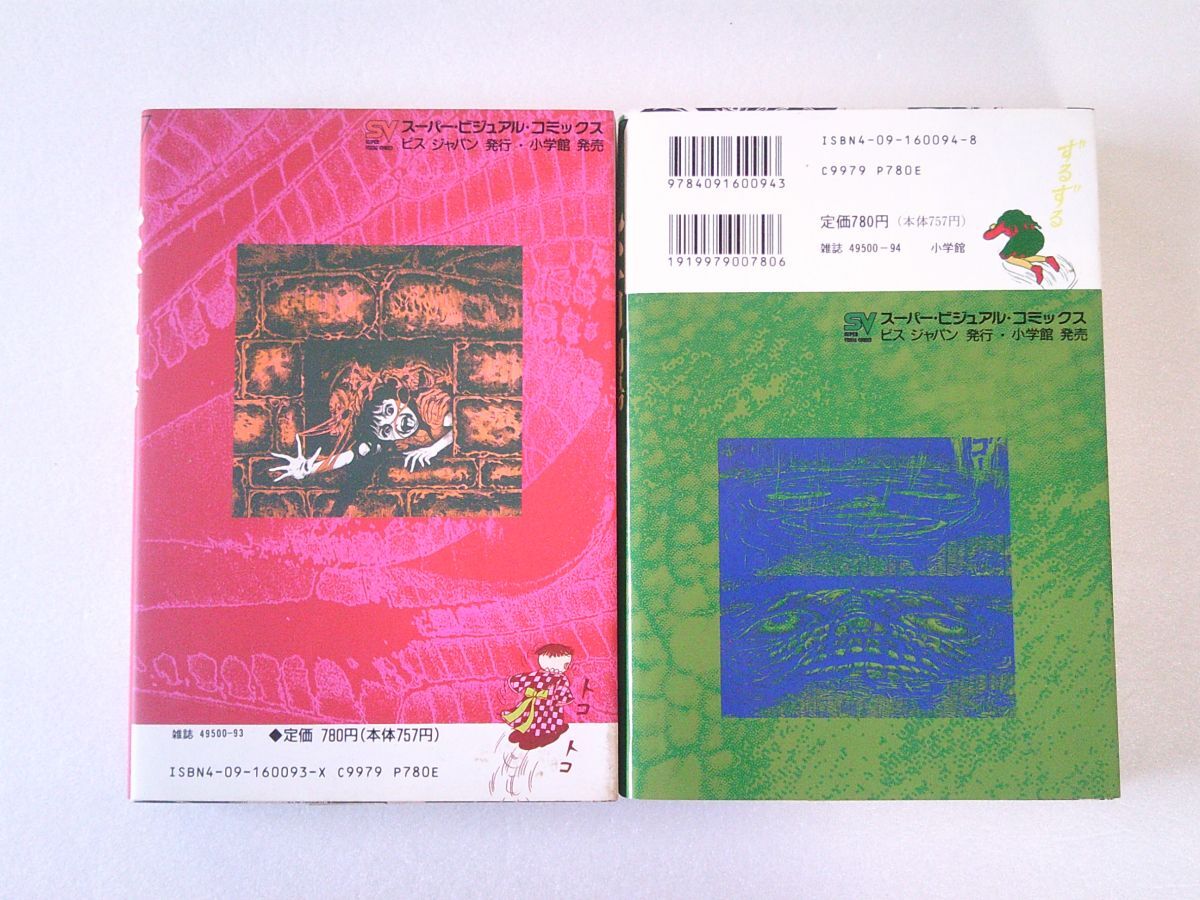 SV スーパー・ビジュアル・コミックス
SUPER VISUAL COMICS
ビス ジャパン 発行・小学館 発売
トコ
トコ
雑誌 49500-93 ◆定価 780円(本体757円)
ISBN4-09-160093-X C9979 P780E
9784091600943
ISBN4-09-160094-8
C9979 P780E
ずるずる
1919979007806
定価780円 (本体757円)
雑誌 49500-94 小学館
SV スーパー・ビジュアル・コミックス
SUPER VISUAL COMICS
ビス ジャパン 発行・小学館 発売